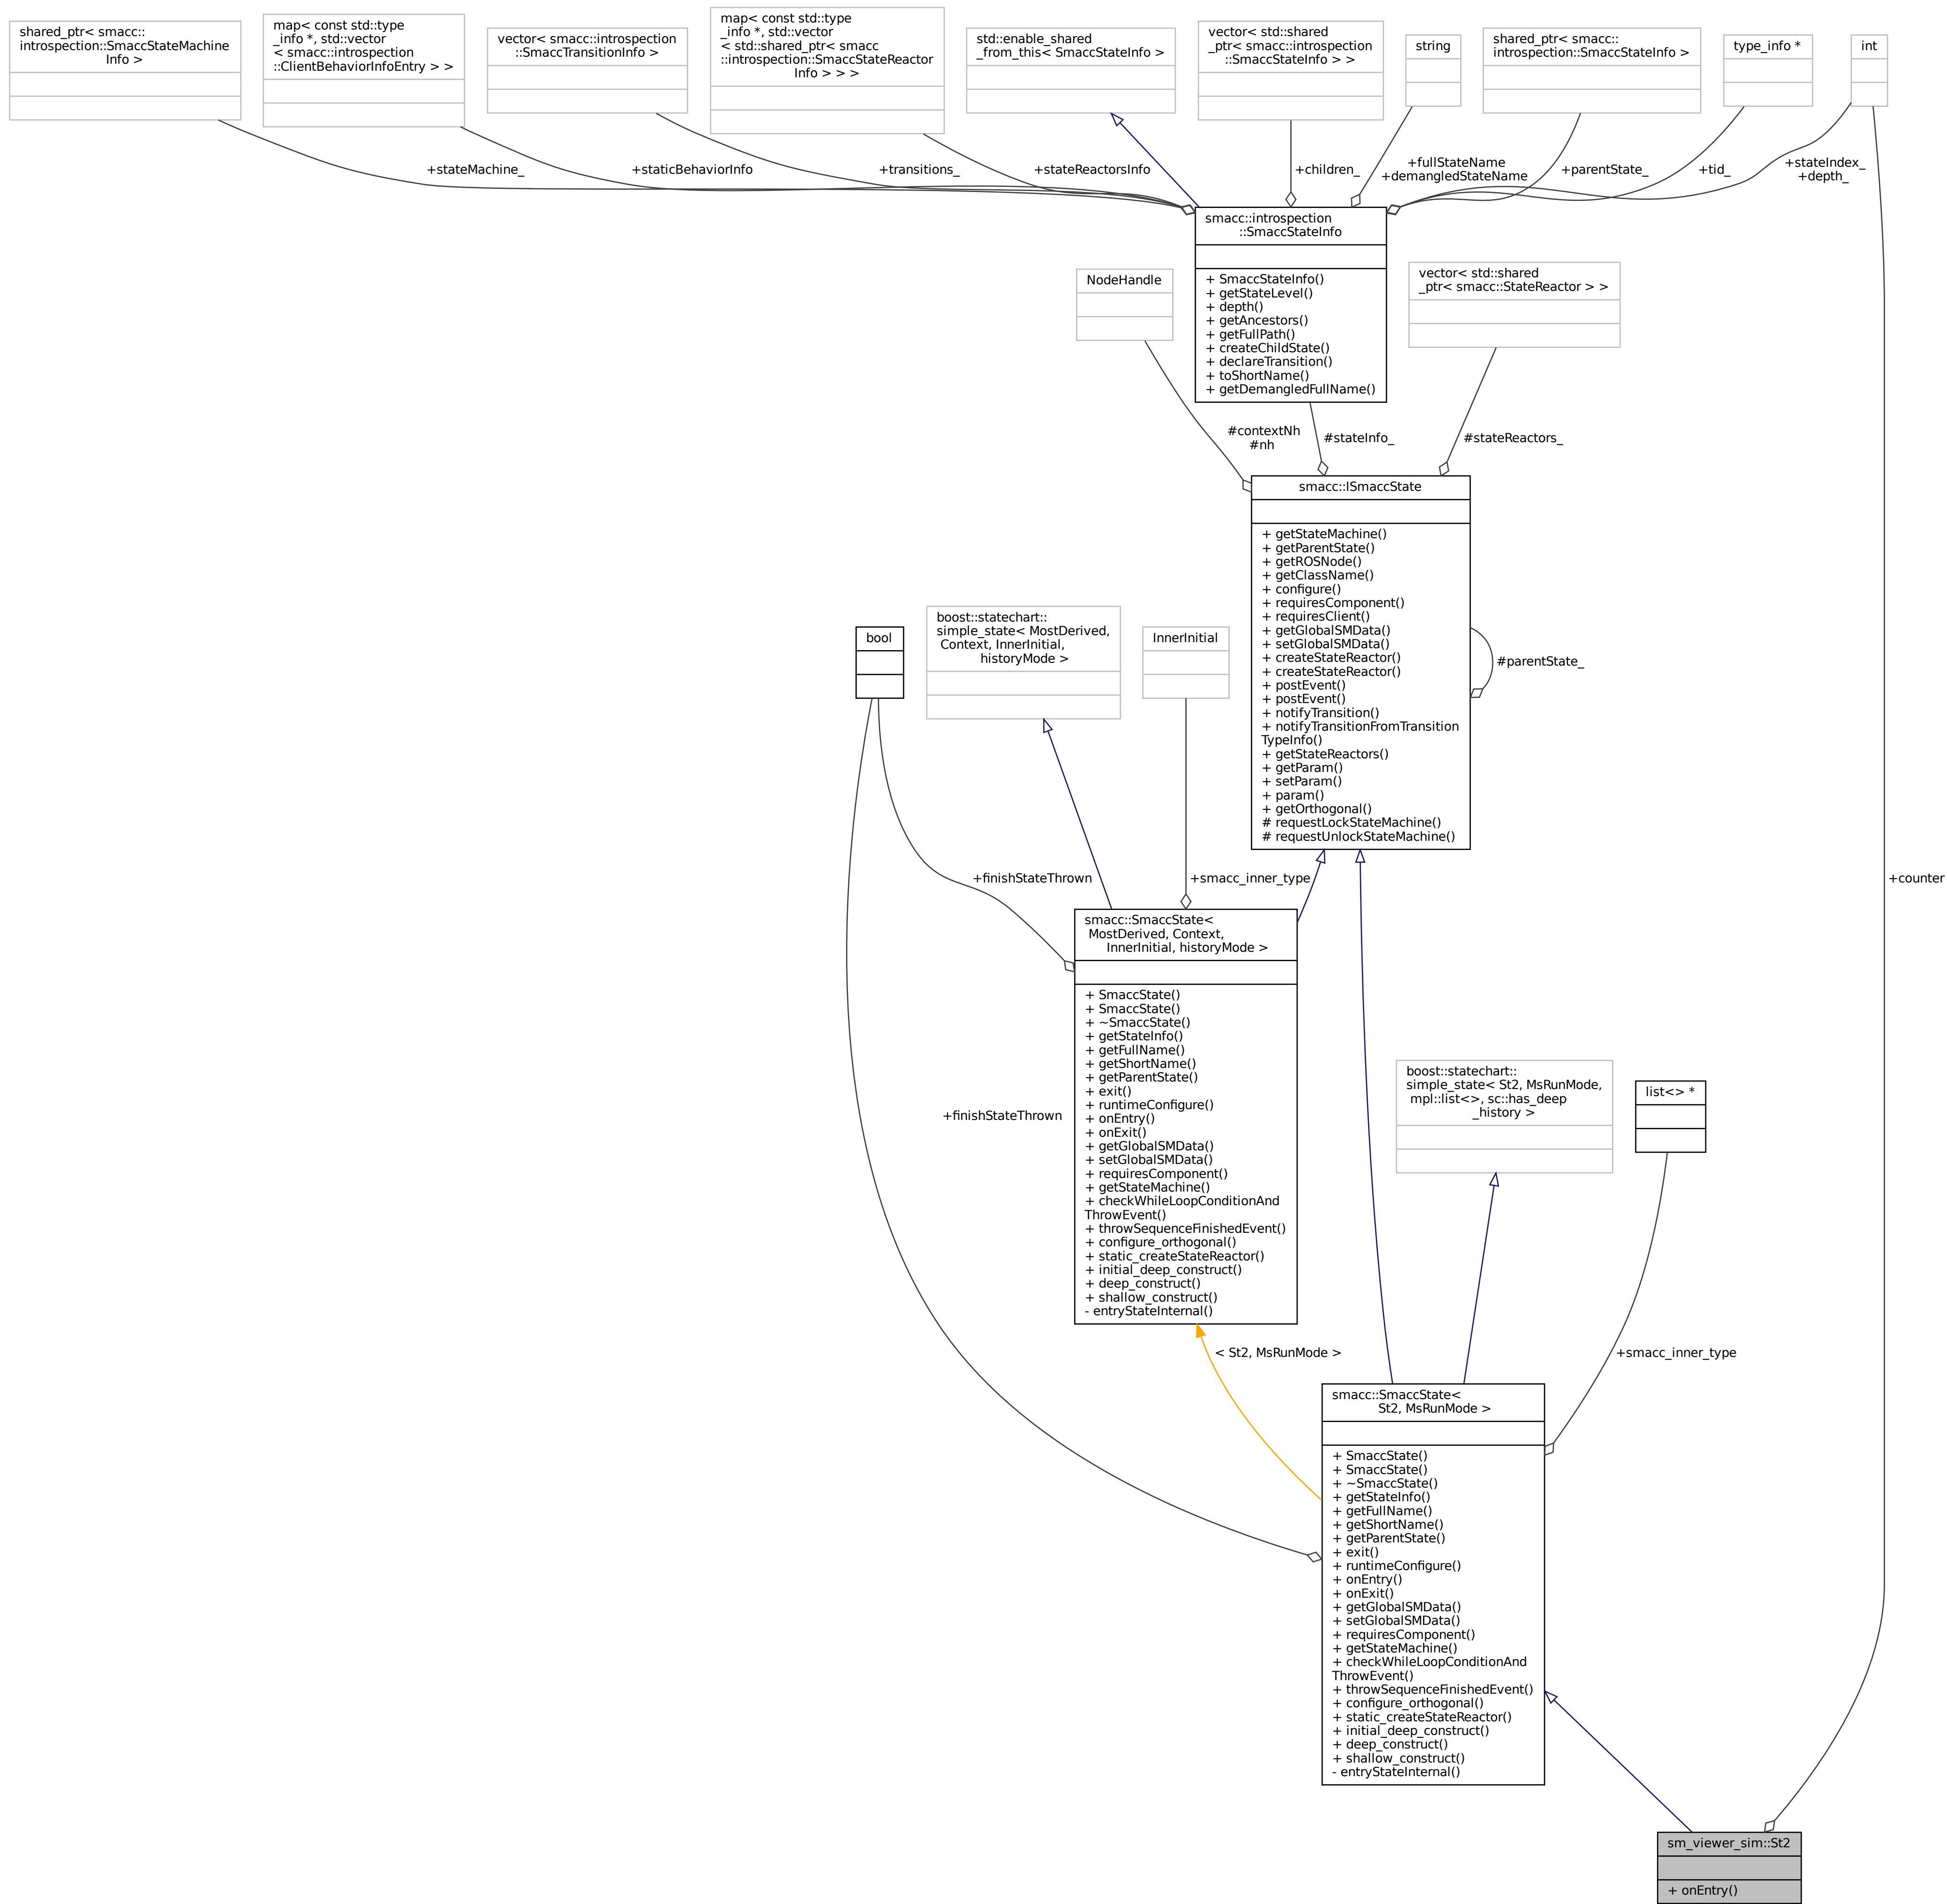 shared_ptr< smacc::
introspection::SmaccStateMachine
Info >
map< const std::type
_info *, std::vector
< smacc::introspection
::ClientBehaviorInfoEntry > >
vector< smacc::introspection
::SmaccTransitionInfo >
map< const std::type
_info *, std::vector
< std::shared_ptr< smacc
::introspection::SmaccStateReactor
Info > > >
std::enable_shared
_from_this< SmaccStateInfo >
vector< std::shared
_ptr< smacc::introspection
::SmaccStateInfo > >
string
shared_ptr< smacc::
introspection::SmaccStateInfo >
type_info *
int
+stateMachine_
+staticBehaviorInfo
+transitions_
+stateReactorsInfo
+children_
+fullStateName
+demangledStateName
+parentState_
+tid_
+stateIndex_
+depth_
smacc::introspection
::SmaccStateInfo
+ SmaccStateInfo()
+ getStateLevel()
+ depth()
+ getAncestors()
+ getFullPath()
+ createChildState()
+ declareTransition()
+ toShortName()
+ getDemangledFullName()
NodeHandle
vector< std::shared
_ptr< smacc::StateReactor > >
#contextNh
#nh
#stateInfo_
#stateReactors_
smacc::ISmaccState
+ getStateMachine()
+ getParentState()
+ getROSNode()
+ getClassName()
+ configure()
+ requiresComponent()
+ requiresClient()
+ getGlobalSMData()
+ setGlobalSMData()
+ createStateReactor()
+ createStateReactor()
+ postEvent()
+ postEvent()
+ notifyTransition()
+ notifyTransitionFromTransition
TypeInfo()
+ getStateReactors()
+ getParam()
+ setParam()
+ param()
+ getOrthogonal()
# requestLockStateMachine()
# requestUnlockStateMachine()
#parentState_
bool
boost::statechart::
simple_state< MostDerived,
Context, InnerInitial,
historyMode >
InnerInitial
+finishStateThrown
+smacc_inner_type
+counter
smacc::SmaccState<
MostDerived, Context,
InnerInitial, historyMode >
+ SmaccState()
+ SmaccState()
+ ~SmaccState()
+ getStateInfo()
+ getFullName()
+ getShortName()
+ getParentState()
+ exit()
+ runtimeConfigure()
+ onEntry()
+ onExit()
+ getGlobalSMData()
+ setGlobalSMData()
+ requiresComponent()
+ getStateMachine()
+ checkWhileLoopConditionAnd
ThrowEvent()
+ throwSequenceFinishedEvent()
+ configure_orthogonal()
+ static_createStateReactor()
+ initial_deep_construct()
+ deep_construct()
+ shallow_construct()
- entryStateInternal()
+finishStateThrown
boost::statechart::
simple_state< St2, MsRunMode,
mpl::list<>, sc::has_deep
_history >
list<> *
< St2, MsRunMode >
+smacc_inner_type
smacc::SmaccState<
St2, MsRunMode >
+ SmaccState()
+ SmaccState()
+ ~SmaccState()
+ getStateInfo()
+ getFullName()
+ getShortName()
+ getParentState()
+ exit()
+ runtimeConfigure()
+ onEntry()
+ onExit()
+ getGlobalSMData()
+ setGlobalSMData()
+ requiresComponent()
+ getStateMachine()
+ checkWhileLoopConditionAnd
ThrowEvent()
+ throwSequenceFinishedEvent()
+ configure_orthogonal()
+ static_createStateReactor()
+ initial_deep_construct()
+ deep_construct()
+ shallow_construct()
- entryStateInternal()
sm_viewer_sim::St2
+ onEntry()